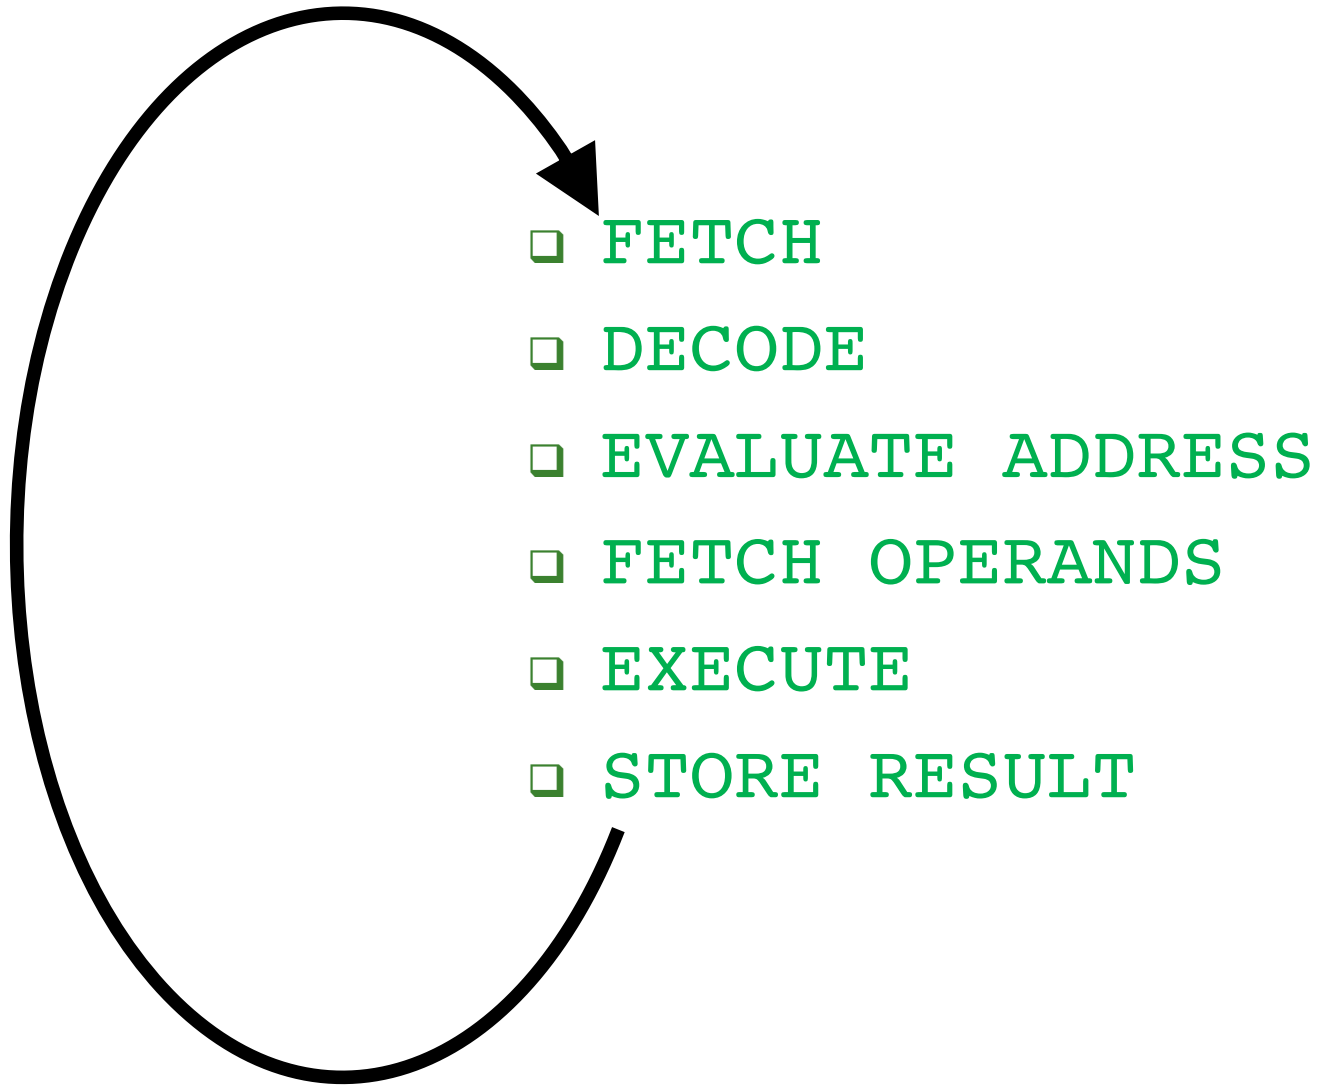 FETCH
DECODE
EVALUATE ADDRESS
FETCH OPERANDS
EXECUTE
STORE RESULT